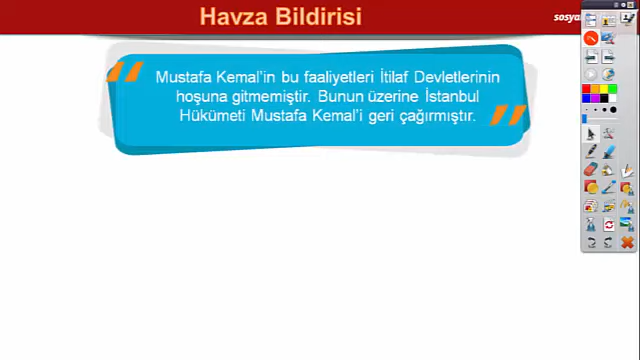 Havza Bildirisi
sosya
Mustafa Kemal'in bu faaliyetleri İtilaf Devletlerinin
hoşuna gitmemiştir. Bunun üzerine İstanbul
Hükümeti Mustafa Kemal'i geri çağırmıştır.